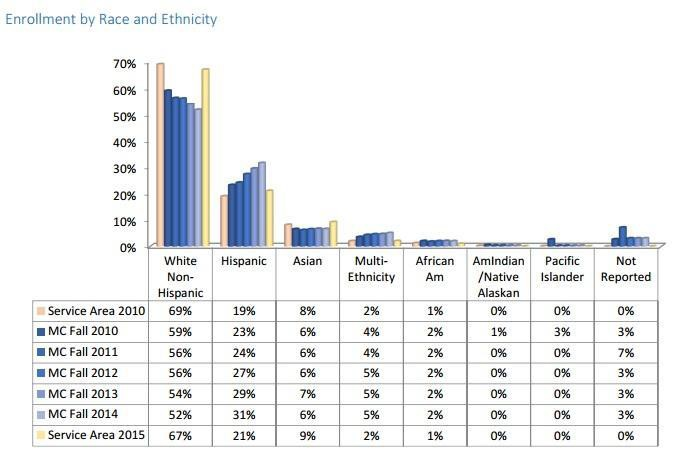 Enrollment by Race and Ethnicity
70%
60%
50%
40%
30%
20%
10%
0%
White Non-Hispanic Hispanic Asian Multi-Ethnicity African Am AmIndian/Native Alaskan Pacific Islander Not Reported
Service Area 2010 69% 19% 8% 2% 1% 0% 0% 0%
MC Fall 2010 59% 23% 6% 4% 2% 1% 3% 3%
MC Fall 2011 56% 24% 6% 4% 2% 0% 0% 7%
MC Fall 2012 56% 27% 6% 5% 2% 0% 0% 3%
MC Fall 2013 54% 29% 7% 5% 2% 0% 0% 3%
MC Fall 2014 52% 31% 6% 5% 2% 0% 0% 3%
Service Area 2015 67% 21% 9% 2% 1% 0% 0% 0%